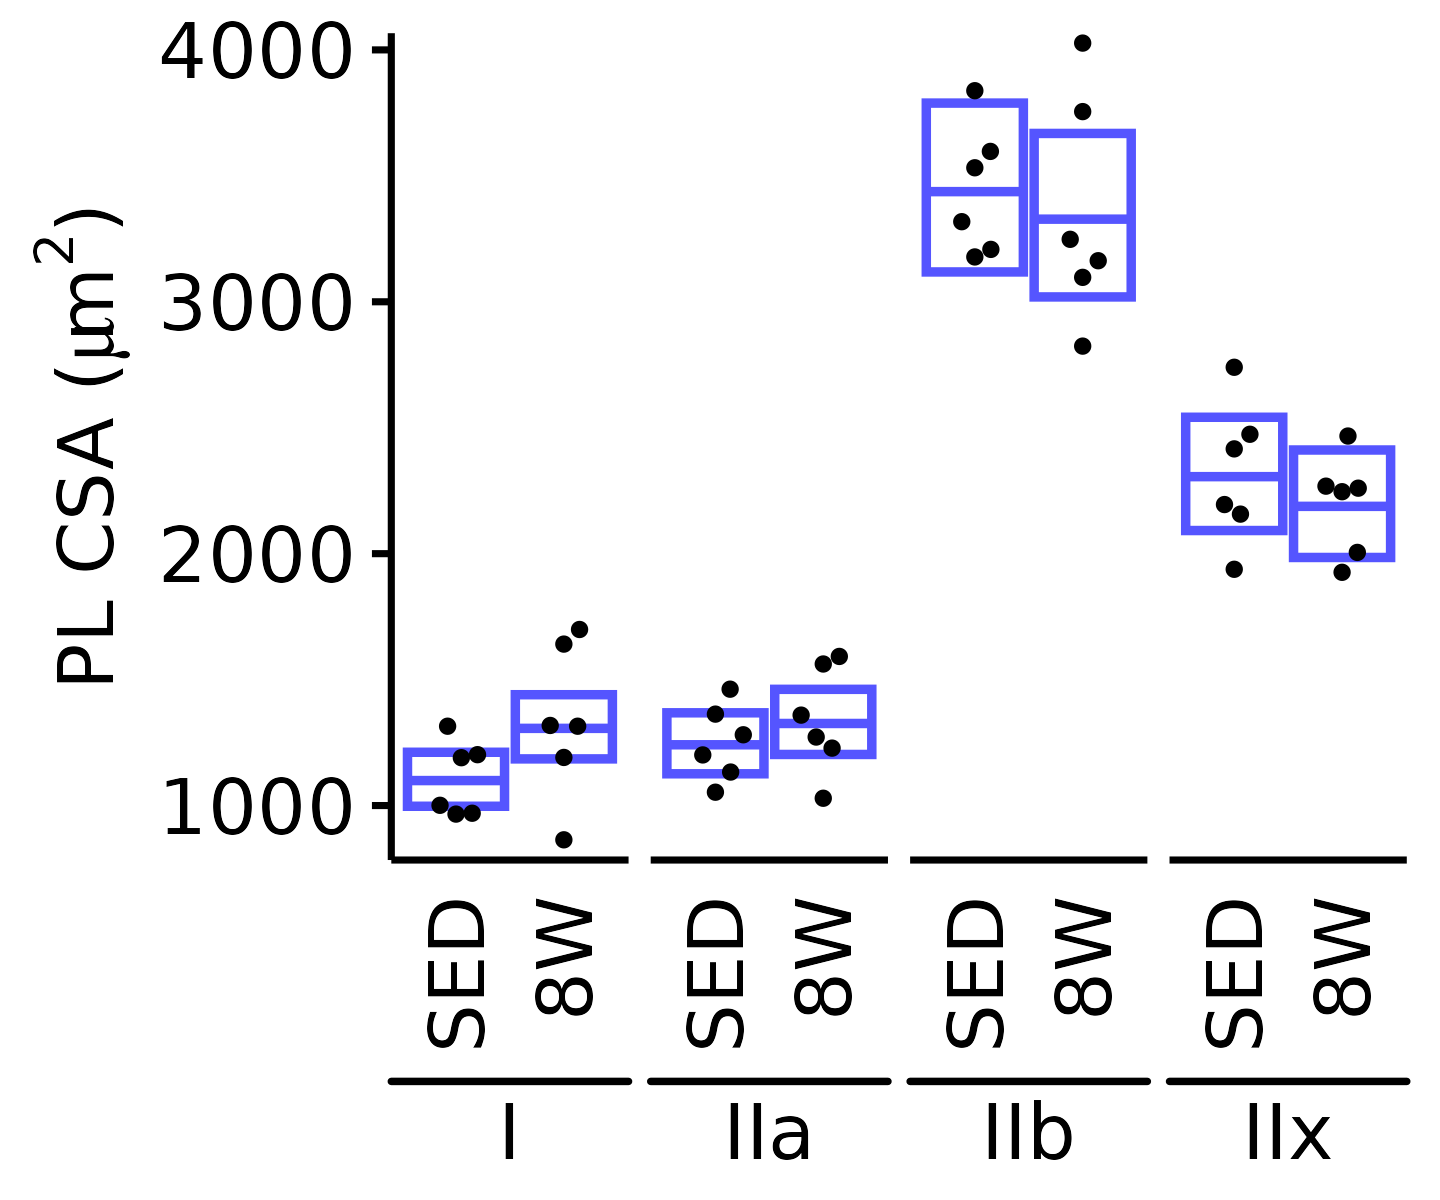 PL CSA (μm²)
4000
3000
2000
1000
SED 8W SED 8W SED 8W SED 8W
I IIa IIb IIx